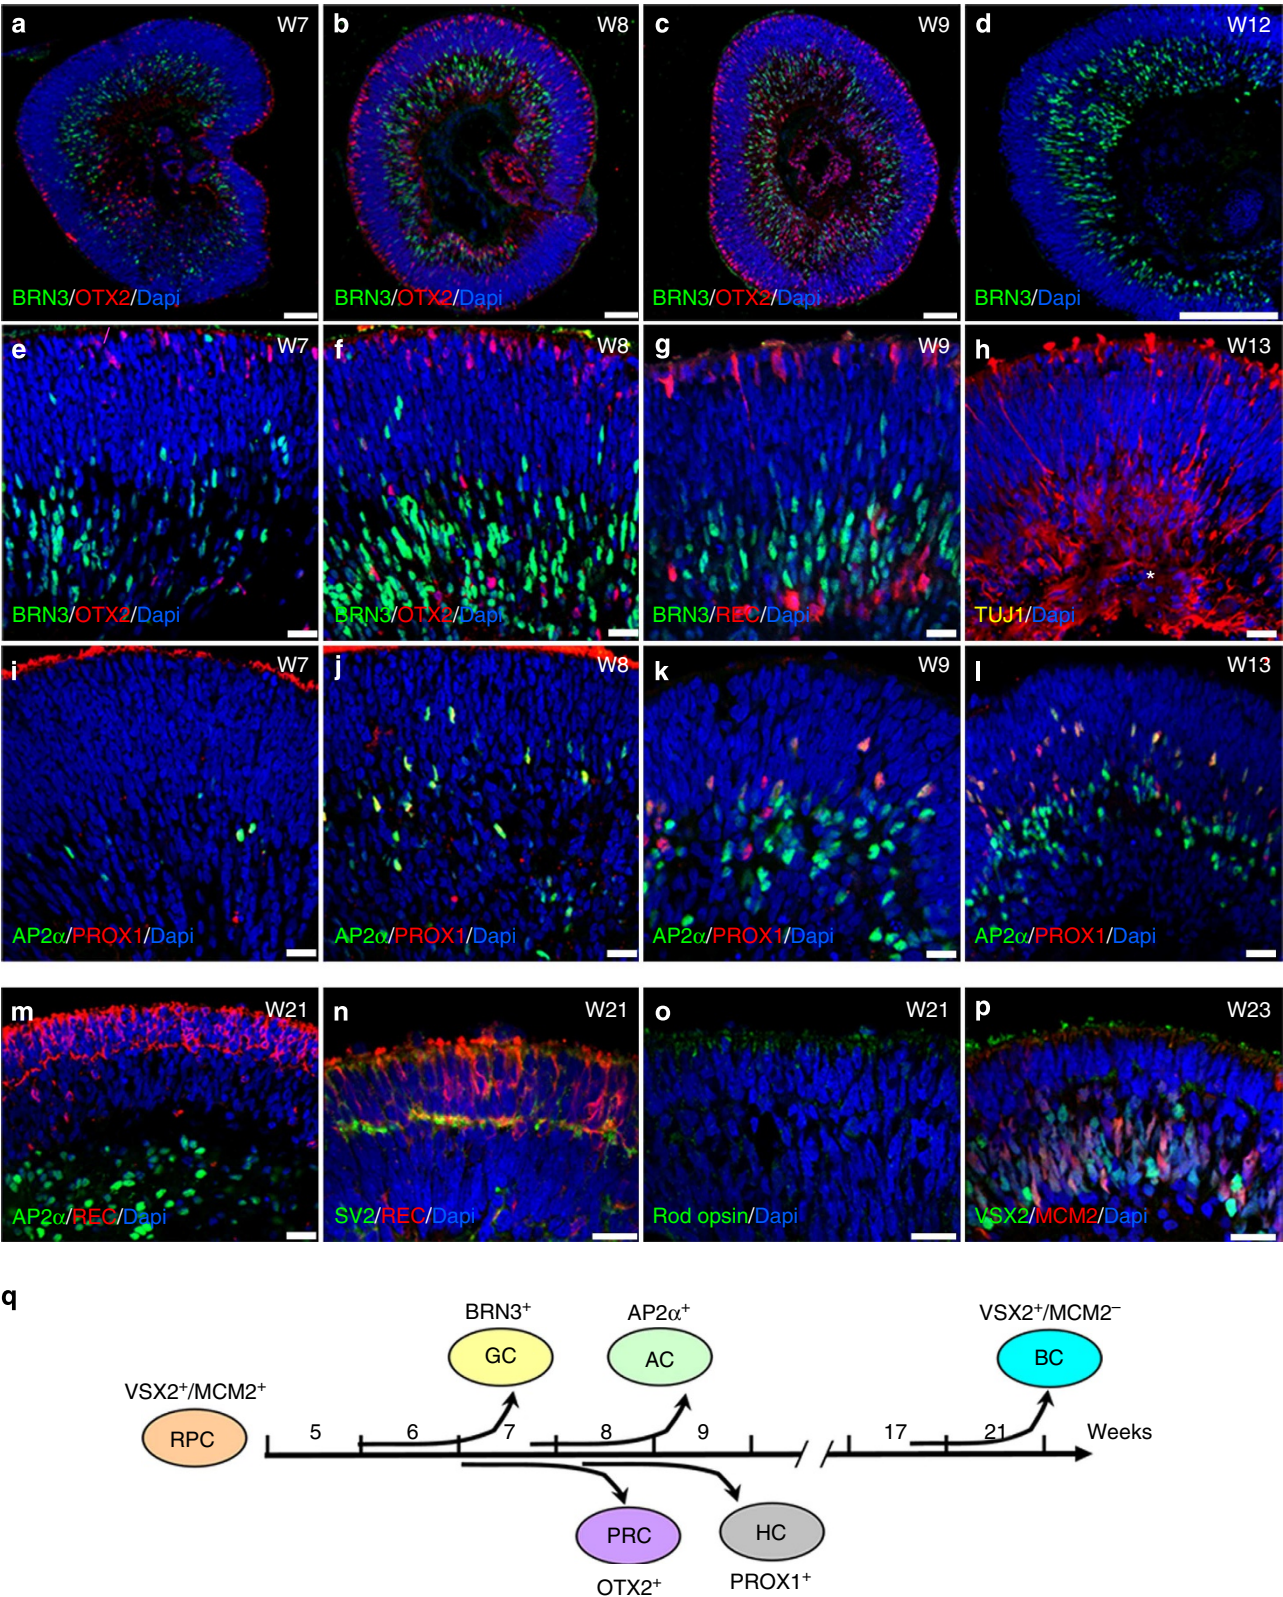 a W7
BRN3/OTX2/Dapi
b W8
BRN3/OTX2/Dapi
c W9
BRN3/OTX2/Dapi
d W12
BRN3/Dapi
e W7
BRN3/OTX2/Dapi
f W8
BRN3/OTX2/Dapi
g W9
BRN3/REC/Dapi
h W13
*
TUJ1/Dapi
i W7
AP2α/PROX1/Dapi
j W8
AP2α/PROX1/Dapi
k W9
AP2α/PROX1/Dapi
l W13
AP2α/PROX1/Dapi
m W21
AP2α/REC/Dapi
n W21
SV2/REC/Dapi
o W21
Rod opsin/Dapi
p W23
VSX2/MCM2/Dapi
q
BRN3⁺ AP2α⁺ VSX2⁺/MCM2⁻
GC AC BC
VSX2⁺/MCM2⁺
RPC
5 6 7 8 9 17 21 Weeks
PRC HC
OTX2⁺ PROX1⁺